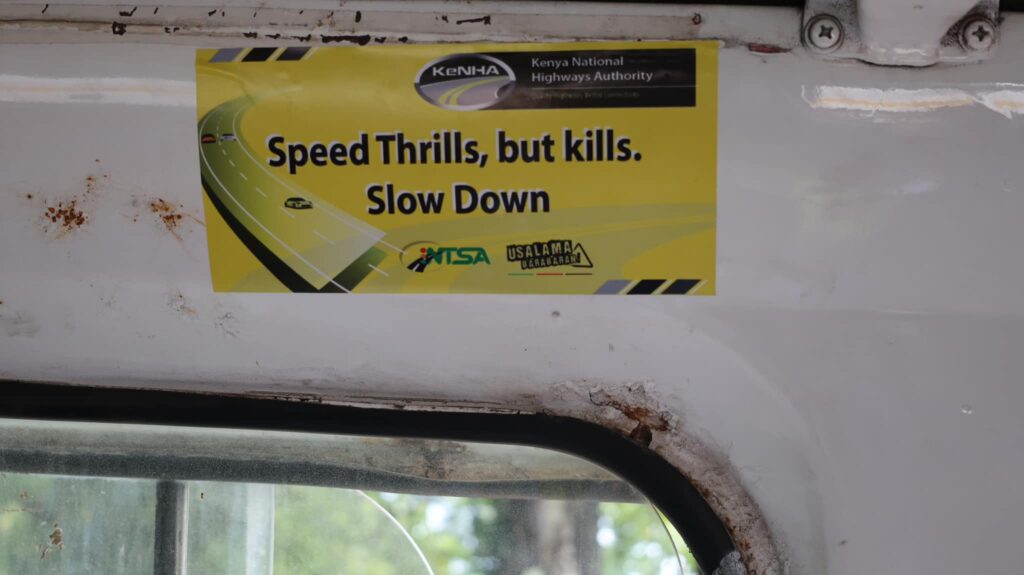 KeNHA
Kenya National
Highways Authority
Speed Thrills, but kills.
Slow Down
NTSA
USALAMA
BARABARANI